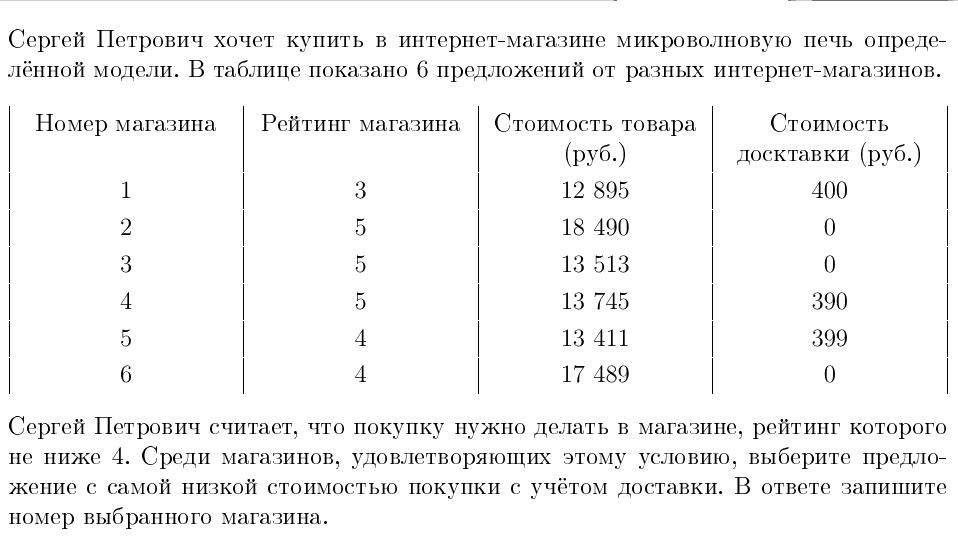 Сергей Петрович хочет купить в интернет-магазине микроволновую печь опреде-
лённой модели. В таблице показано 6 предложений от разных интернет-магазинов.
Номер магазина Рейтинг магазина Стоимость товара (руб.) Стоимость досктавки (руб.)
1 3 12 895 400
2 5 18 490 0
3 5 13 513 0
4 5 13 745 390
5 4 13 411 399
6 4 17 489 0
Сергей Петрович считает, что покупку нужно делать в магазине, рейтинг которого
не ниже 4. Среди магазинов, удовлетворяющих этому условию, выберите предло-
жение с самой низкой стоимостью покупки с учётом доставки. В ответе запишите
номер выбранного магазина.